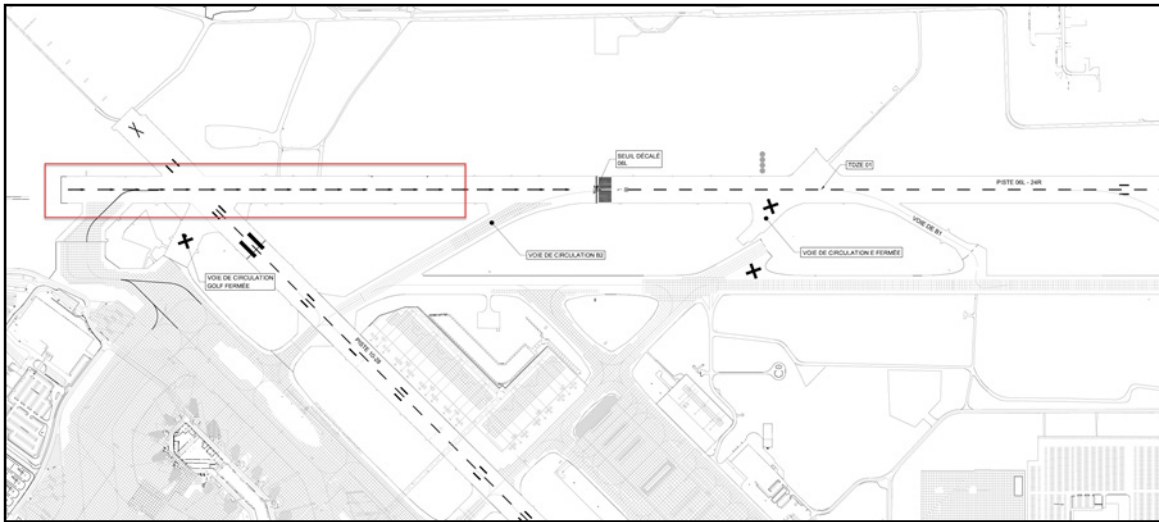 SEUIL DÉCALÉ
06L
TDZE 01
PISTE 06L - 24R
VOIE DE B1
VOIE DE CIRCULATION B2
VOIE DE CIRCULATION E FERMÉE
VOIE DE CIRCULATION
GOLF FERMÉE
PISTE 10-28